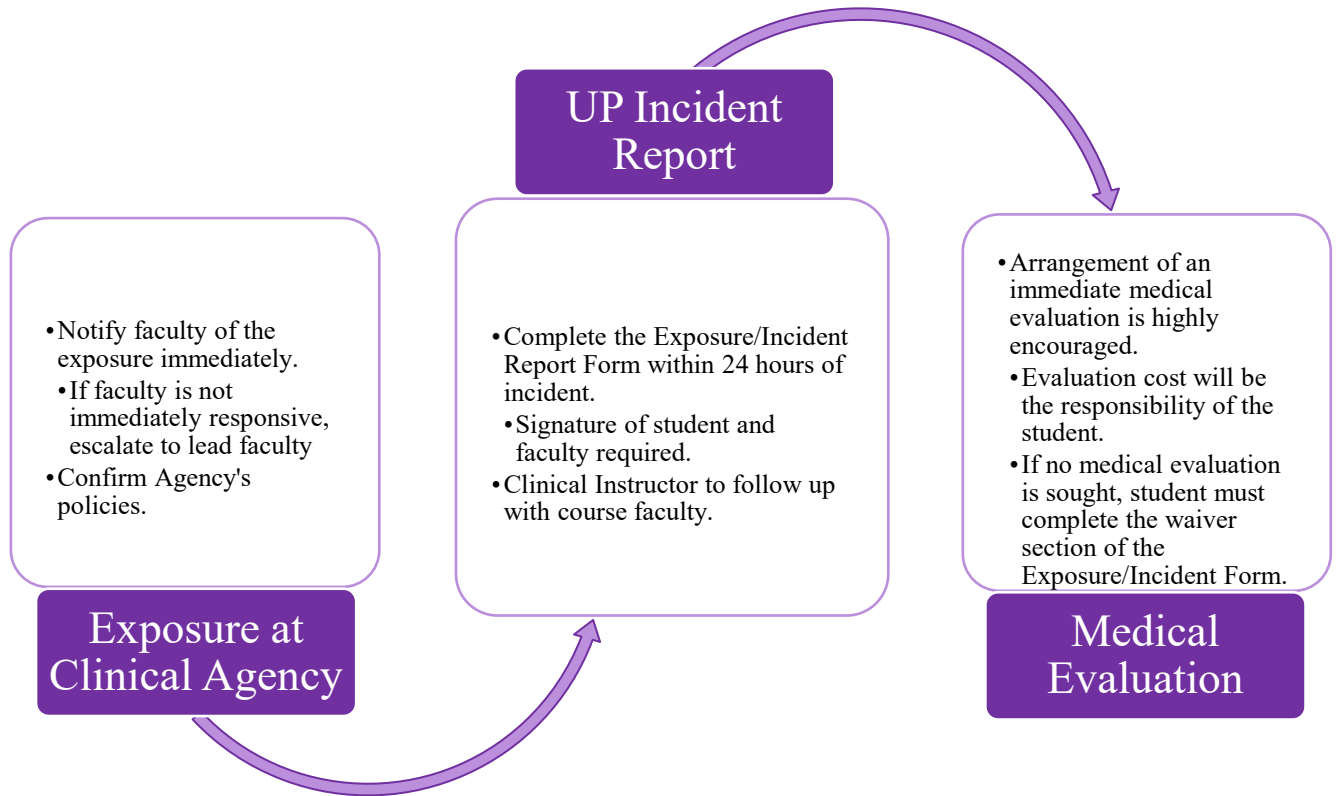 •Notify faculty of the
exposure immediately.
•If faculty is not
immediately responsive,
escalate to lead faculty
•Confirm Agency's
policies.
Exposure at
Clinical Agency
UP Incident
Report
•Complete the Exposure/Incident
Report Form within 24 hours of
incident.
•Signature of student and
faculty required.
•Clinical Instructor to follow up
with course faculty.
•Arrangement of an
immediate medical
evaluation is highly
encouraged.
•Evaluation cost will be
the responsibility of the
student.
•If no medical evaluation
is sought, student must
complete the waiver
section of the
Exposure/Incident Form.
Medical
Evaluation